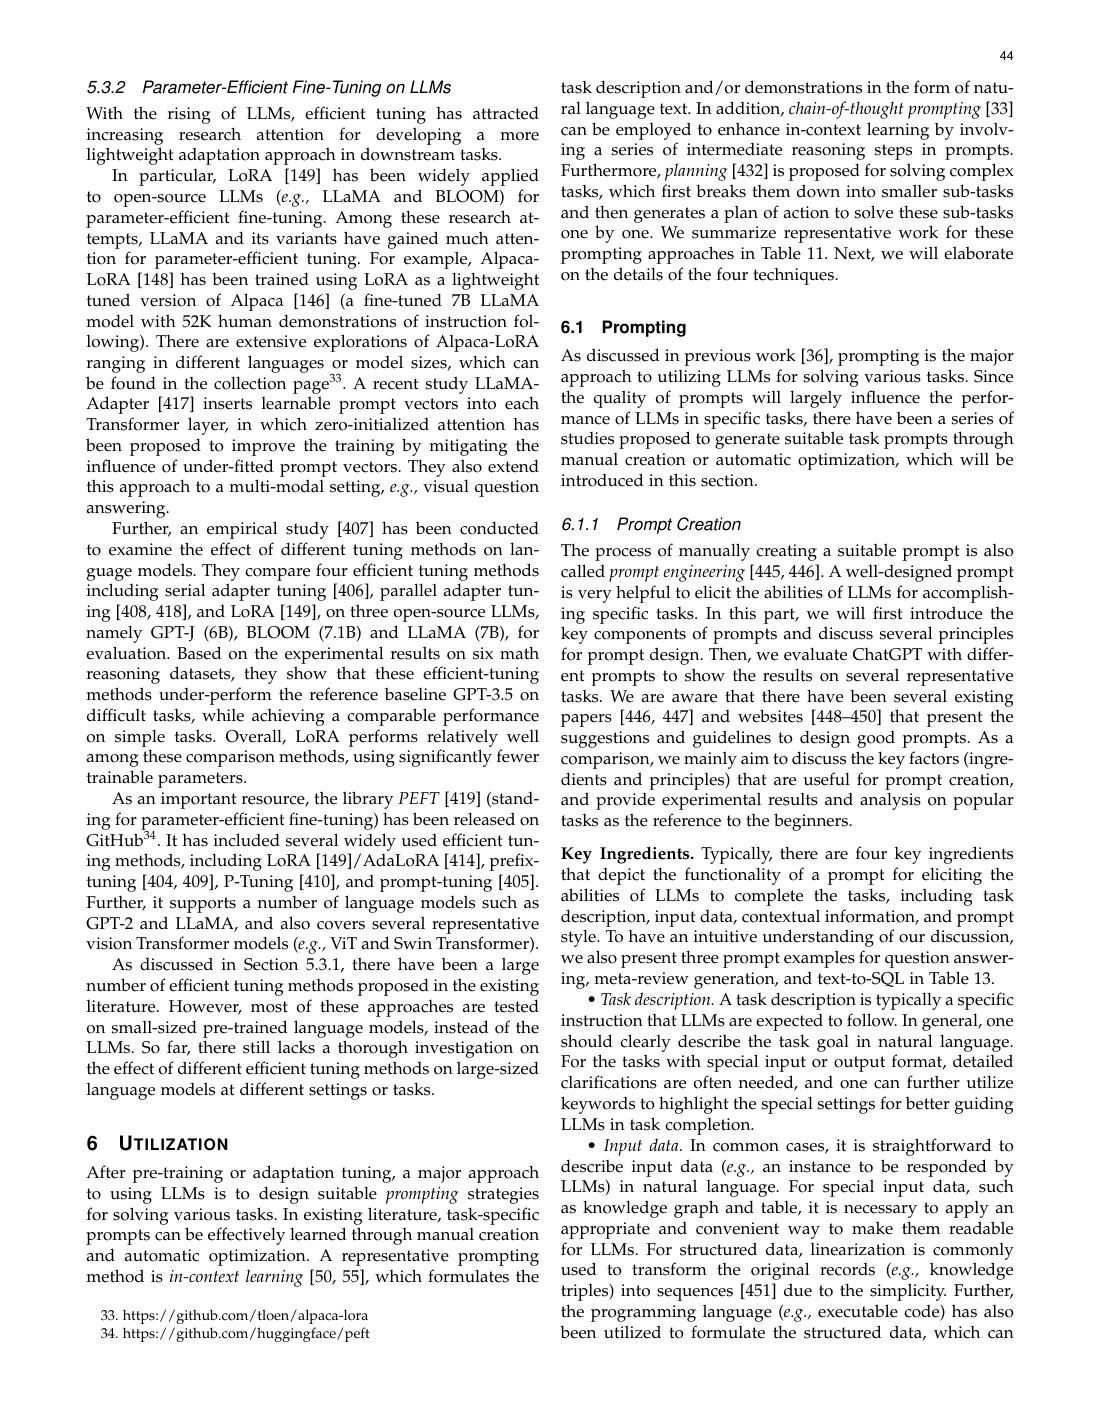 44
5.3.2 Parameter-Efficient Fine-Tuning on LLMs
With the rising of LLMs, efficient tuning has attracted
increasing research attention for developing a more
lightweight adaptation approach in downstream tasks.
In particular, LoRA [149] has been widely applied
to open-source LLMs (e.g., LLaMA and BLOOM) for
parameter-efficient fine-tuning. Among these research at-
tempts, LLaMA and its variants have gained much atten-
tion for parameter-efficient tuning. For example, Alpaca-
LoRA [148] has been trained using LoRA as a lightweight
tuned version of Alpaca [146] (a fine-tuned 7B LLaMA
model with 52K human demonstrations of instruction fol-
lowing). There are extensive explorations of Alpaca-LoRA
ranging in different languages or model sizes, which can
be found in the collection page33. A recent study LLaMA-
Adapter [417] inserts learnable prompt vectors into each
Transformer layer, in which zero-initialized attention has
been proposed to improve the training by mitigating the
influence of under-fitted prompt vectors. They also extend
this approach to a multi-modal setting, e.g., visual question
answering.
Further, an empirical study [407] has been conducted
to examine the effect of different tuning methods on lan-
guage models. They compare four efficient tuning methods
including serial adapter tuning [406], parallel adapter tun-
ing [408, 418], and LoRA [149], on three open-source LLMs,
namely GPT-J (6B), BLOOM (7.1B) and LLaMA (7B), for
evaluation. Based on the experimental results on six math
reasoning datasets, they show that these efficient-tuning
methods under-perform the reference baseline GPT-3.5 on
difficult tasks, while achieving a comparable performance
on simple tasks. Overall, LoRA performs relatively well
among these comparison methods, using significantly fewer
trainable parameters.
As an important resource, the library PEFT [419] (stand-
ing for parameter-efficient fine-tuning) has been released on
GitHub34. It has included several widely used efficient tun-
ing methods, including LoRA [149]/AdaLoRA [414], prefix-
tuning [404, 409], P-Tuning [410], and prompt-tuning [405].
Further, it supports a number of language models such as
GPT-2 and LLaMA, and also covers several representative
vision Transformer models (e.g., ViT and Swin Transformer).
As discussed in Section 5.3.1, there have been a large
number of efficient tuning methods proposed in the existing
literature. However, most of these approaches are tested
on small-sized pre-trained language models, instead of the
LLMs. So far, there still lacks a thorough investigation on
the effect of different efficient tuning methods on large-sized
language models at different settings or tasks.
6 UTILIZATION
After pre-training or adaptation tuning, a major approach
to using LLMs is to design suitable prompting strategies
for solving various tasks. In existing literature, task-specific
prompts can be effectively learned through manual creation
and automatic optimization. A representative prompting
method is in-context learning [50, 55], which formulates the
33. https://github.com/tloen/alpaca-lora
34. https://github.com/huggingface/peft
task description and/or demonstrations in the form of natu-
ral language text. In addition, chain-of-thought prompting [33]
can be employed to enhance in-context learning by involv-
ing a series of intermediate reasoning steps in prompts.
Furthermore, planning [432] is proposed for solving complex
tasks, which first breaks them down into smaller sub-tasks
and then generates a plan of action to solve these sub-tasks
one by one. We summarize representative work for these
prompting approaches in Table 11. Next, we will elaborate
on the details of the four techniques.
6.1 Prompting
As discussed in previous work [36], prompting is the major
approach to utilizing LLMs for solving various tasks. Since
the quality of prompts will largely influence the perfor-
mance of LLMs in specific tasks, there have been a series of
studies proposed to generate suitable task prompts through
manual creation or automatic optimization, which will be
introduced in this section.
6.1.1 Prompt Creation
The process of manually creating a suitable prompt is also
called prompt engineering [445, 446]. A well-designed prompt
is very helpful to elicit the abilities of LLMs for accomplish-
ing specific tasks. In this part, we will first introduce the
key components of prompts and discuss several principles
for prompt design. Then, we evaluate ChatGPT with differ-
ent prompts to show the results on several representative
tasks. We are aware that there have been several existing
papers [446, 447] and websites [448–450] that present the
suggestions and guidelines to design good prompts. As a
comparison, we mainly aim to discuss the key factors (ingre-
dients and principles) that are useful for prompt creation,
and provide experimental results and analysis on popular
tasks as the reference to the beginners.
Key Ingredients. Typically, there are four key ingredients
that depict the functionality of a prompt for eliciting the
abilities of LLMs to complete the tasks, including task
description, input data, contextual information, and prompt
style. To have an intuitive understanding of our discussion,
we also present three prompt examples for question answer-
ing, meta-review generation, and text-to-SQL in Table 13.
• Task description. A task description is typically a specific
instruction that LLMs are expected to follow. In general, one
should clearly describe the task goal in natural language.
For the tasks with special input or output format, detailed
clarifications are often needed, and one can further utilize
keywords to highlight the special settings for better guiding
LLMs in task completion.
• Input data. In common cases, it is straightforward to
describe input data (e.g., an instance to be responded by
LLMs) in natural language. For special input data, such
as knowledge graph and table, it is necessary to apply an
appropriate and convenient way to make them readable
for LLMs. For structured data, linearization is commonly
used to transform the original records (e.g., knowledge
triples) into sequences [451] due to the simplicity. Further,
the programming language (e.g., executable code) has also
been utilized to formulate the structured data, which can